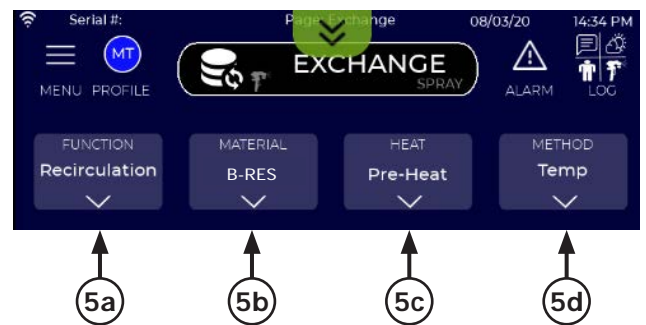 Serial #: Page: Exchange 08/03/20 14:34 PM
MT EXCHANGE
SPRAY
MENU PROFILE ALARM LOG
FUNCTION MATERIAL HEAT METHOD
Recirculation B-RES Pre-Heat Temp
5a 5b 5c 5d